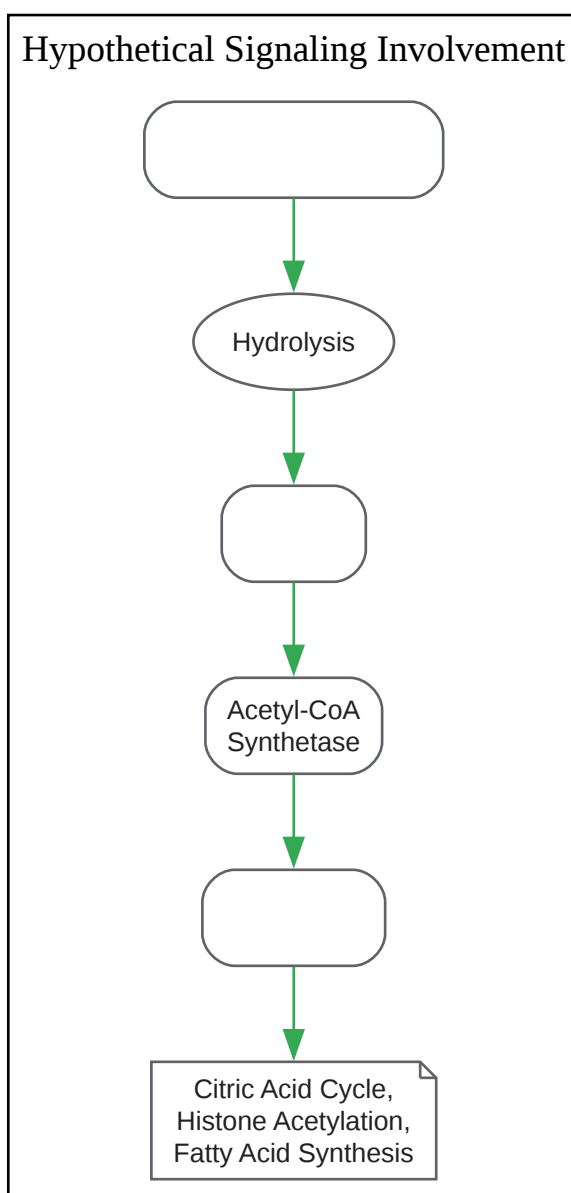 Hypothetical Signaling Involvement
Hydrolysis
Acetyl-CoA
Synthetase
Citric Acid Cycle,
Histone Acetylation,
Fatty Acid Synthesis